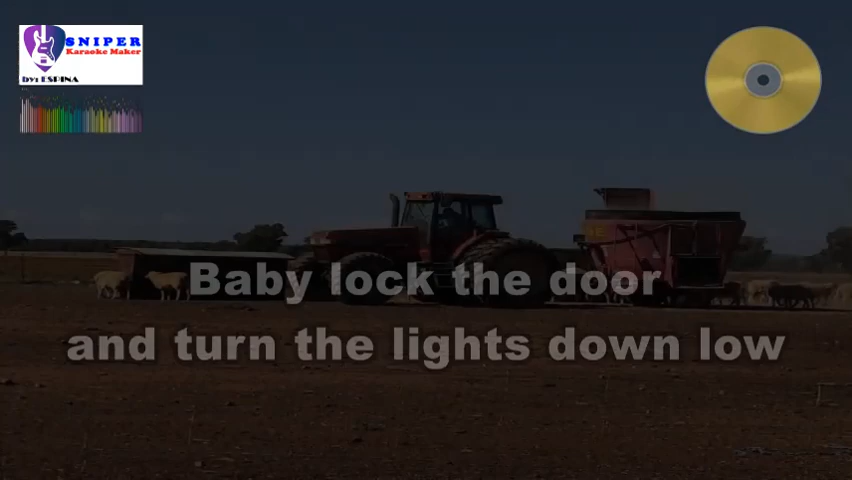 SNIPER
Karaoke Maker
by: ESPINA
Baby lock the door
and turn the lights down low